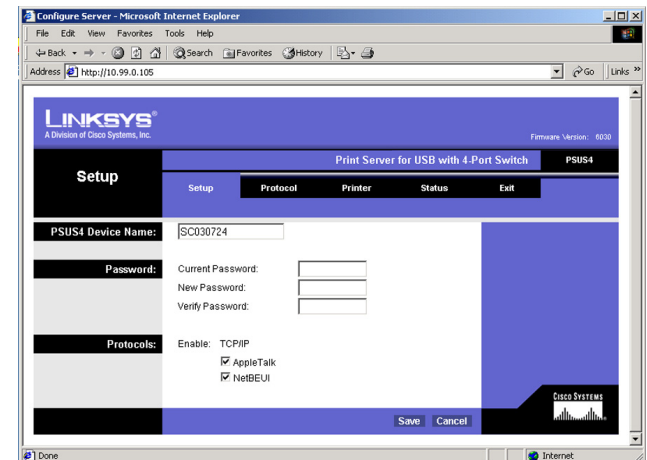 Configure Server - Microsoft Internet Explorer
File Edit View Favorites Tools Help
Back Search Favorites History
Address http://10.99.0.105 Go Links »
LINKSYS®
A Division of Cisco Systems, Inc.
Firmware Version: 6030
Print Server for USB with 4-Port Switch PSUS4
Setup
Setup Protocol Printer Status Exit
PSUS4 Device Name: SC030724
Password: Current Password:
New Password:
Verify Password:
Protocols: Enable: TCP/IP
AppleTalk
NetBEUI
CISCO SYSTEMS
Save Cancel
Done Internet